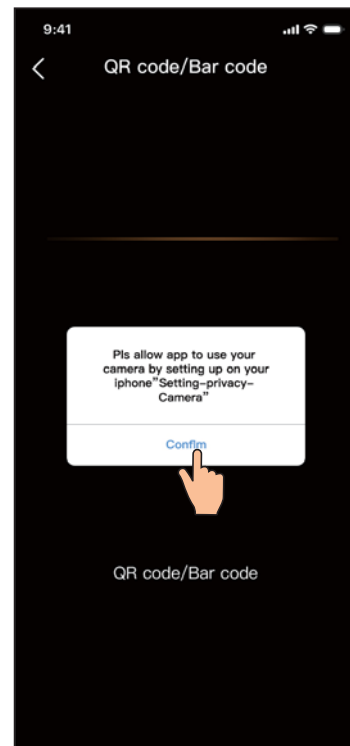 9:41
QR code/Bar code
Pls allow app to use your
camera by setting up on your
iphone"Setting-privacy-
Camera"
Confim
QR code/Bar code